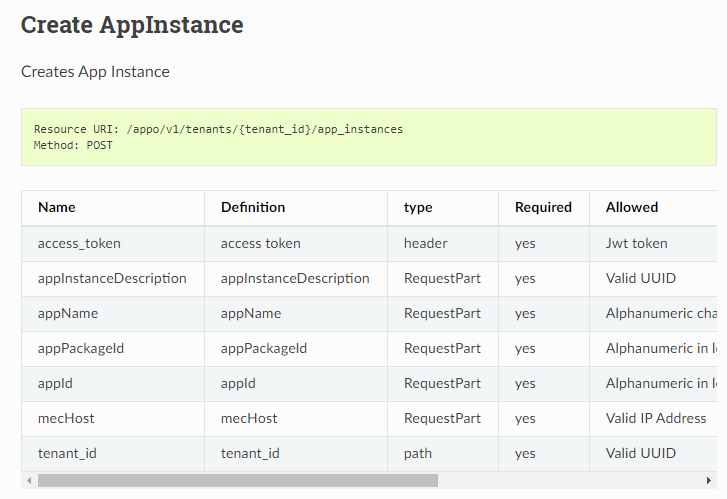 Create AppInstance
Creates App Instance
Resource URI: /appo/v1/tenants/{tenant_id}/app_instances
Method: POST
Name Definition type Required Allowed
access_token access token header yes Jwt token
appInstanceDescription appInstanceDescription RequestPart yes Valid UUID
appName appName RequestPart yes Alphanumeric cha
appPackageId appPackageId RequestPart yes Alphanumeric in l
appId appId RequestPart yes Alphanumeric in l
mecHost mecHost RequestPart yes Valid IP Address
tenant_id tenant_id path yes Valid UUID